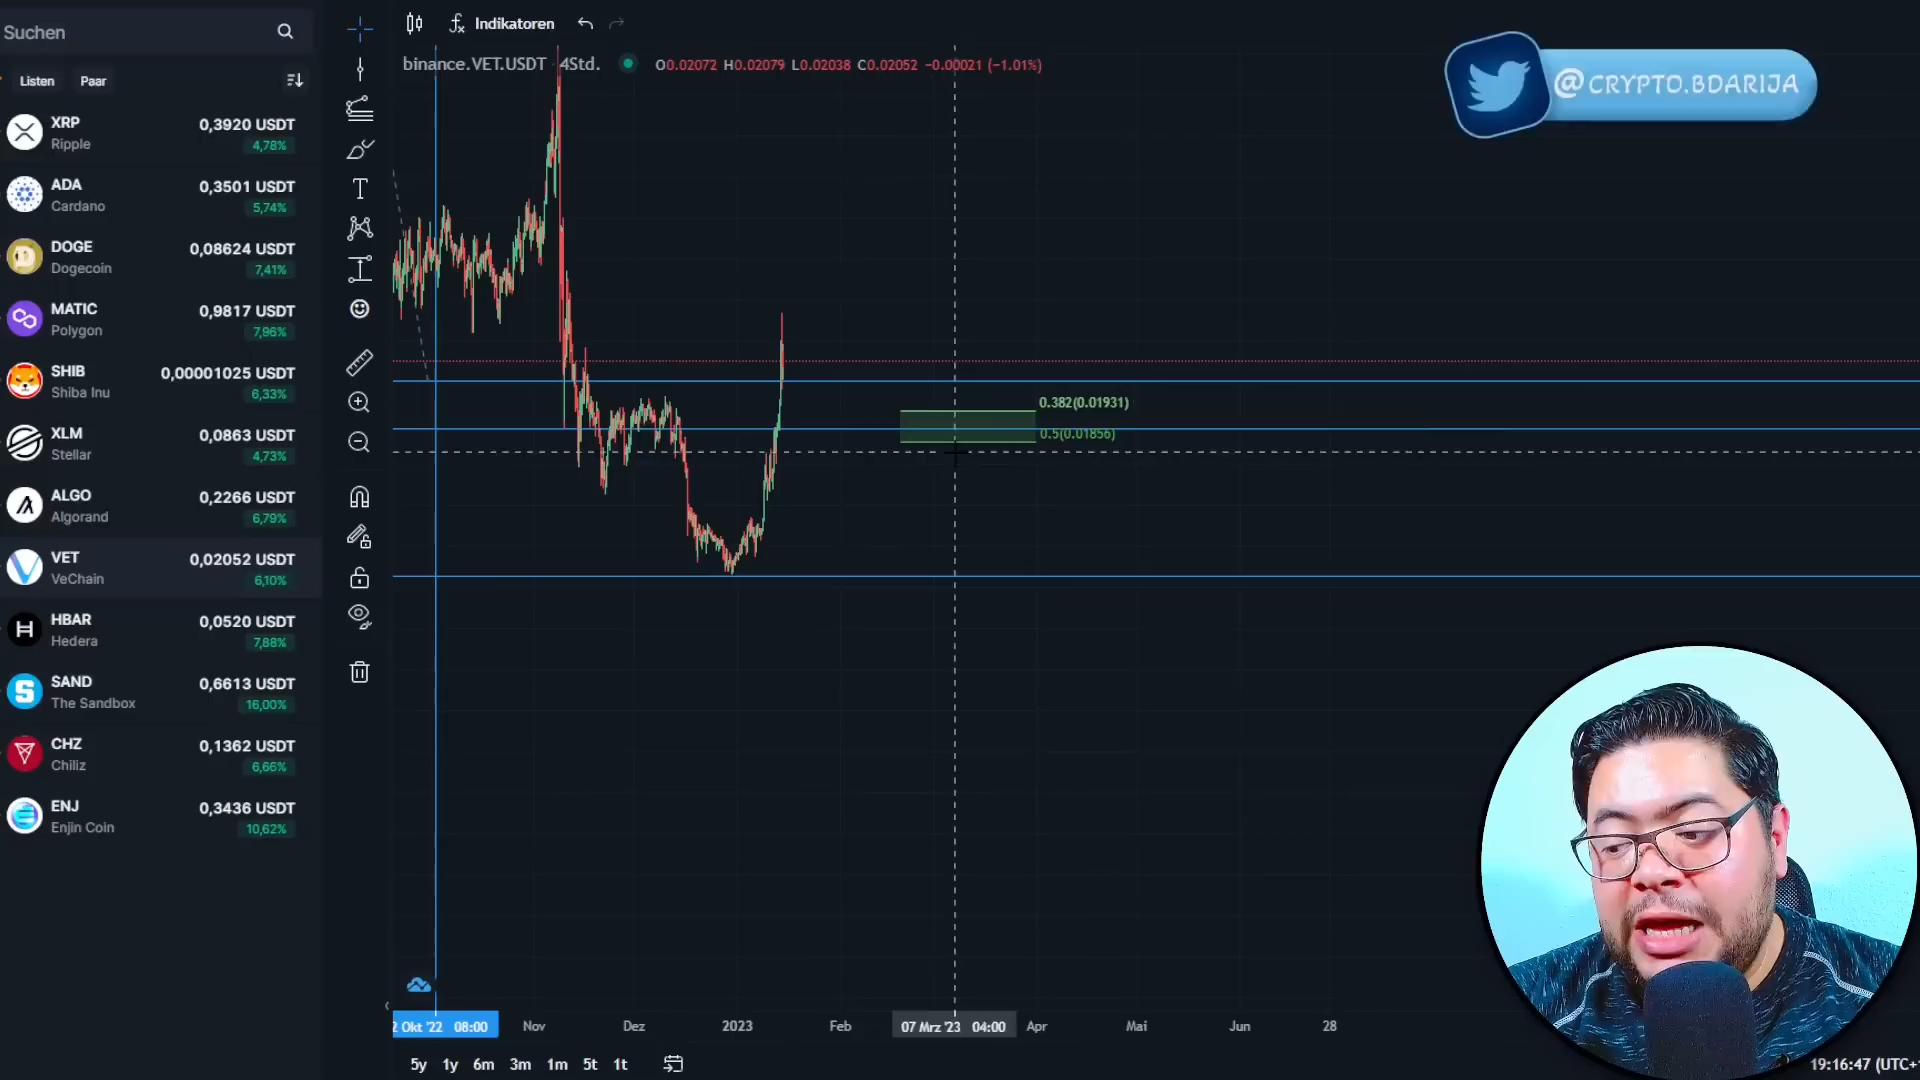 Suchen
Listen Paar
XRP 0,3920 USDT
Ripple 4,78%
ADA 0,3501 USDT
Cardano 5,74%
DOGE 0,08624 USDT
Dogecoin 7,41%
MATIC 0,9817 USDT
Polygon 7,96%
SHIB 0,00001025 USDT
Shiba Inu 6,33%
XLM 0,0863 USDT
Stellar 4,73%
ALGO 0,2266 USDT
Algorand 6,79%
VET 0,02052 USDT
VeChain 6,10%
HBAR 0,0520 USDT
Hedera 7,88%
SAND 0,6613 USDT
The Sandbox 16,00%
CHZ 0,1362 USDT
Chiliz 6,66%
ENJ 0,3436 USDT
Enjin Coin 10,62%
Indikatoren
binance.VET.USDT 4Std. O0.02072 H0.02079 L0.02038 C0.02052 −0.00021 (−1.01%)
@CRYPTO.BDARIJA
0.382(0.01931)
0.5(0.01856)
2 Okt '22 08:00 Nov Dez 2023 Feb 07 Mrz '23 04:00 Apr Mai Jun 28
5y 1y 6m 3m 1m 5t 1t
19:16:47 (UTC+